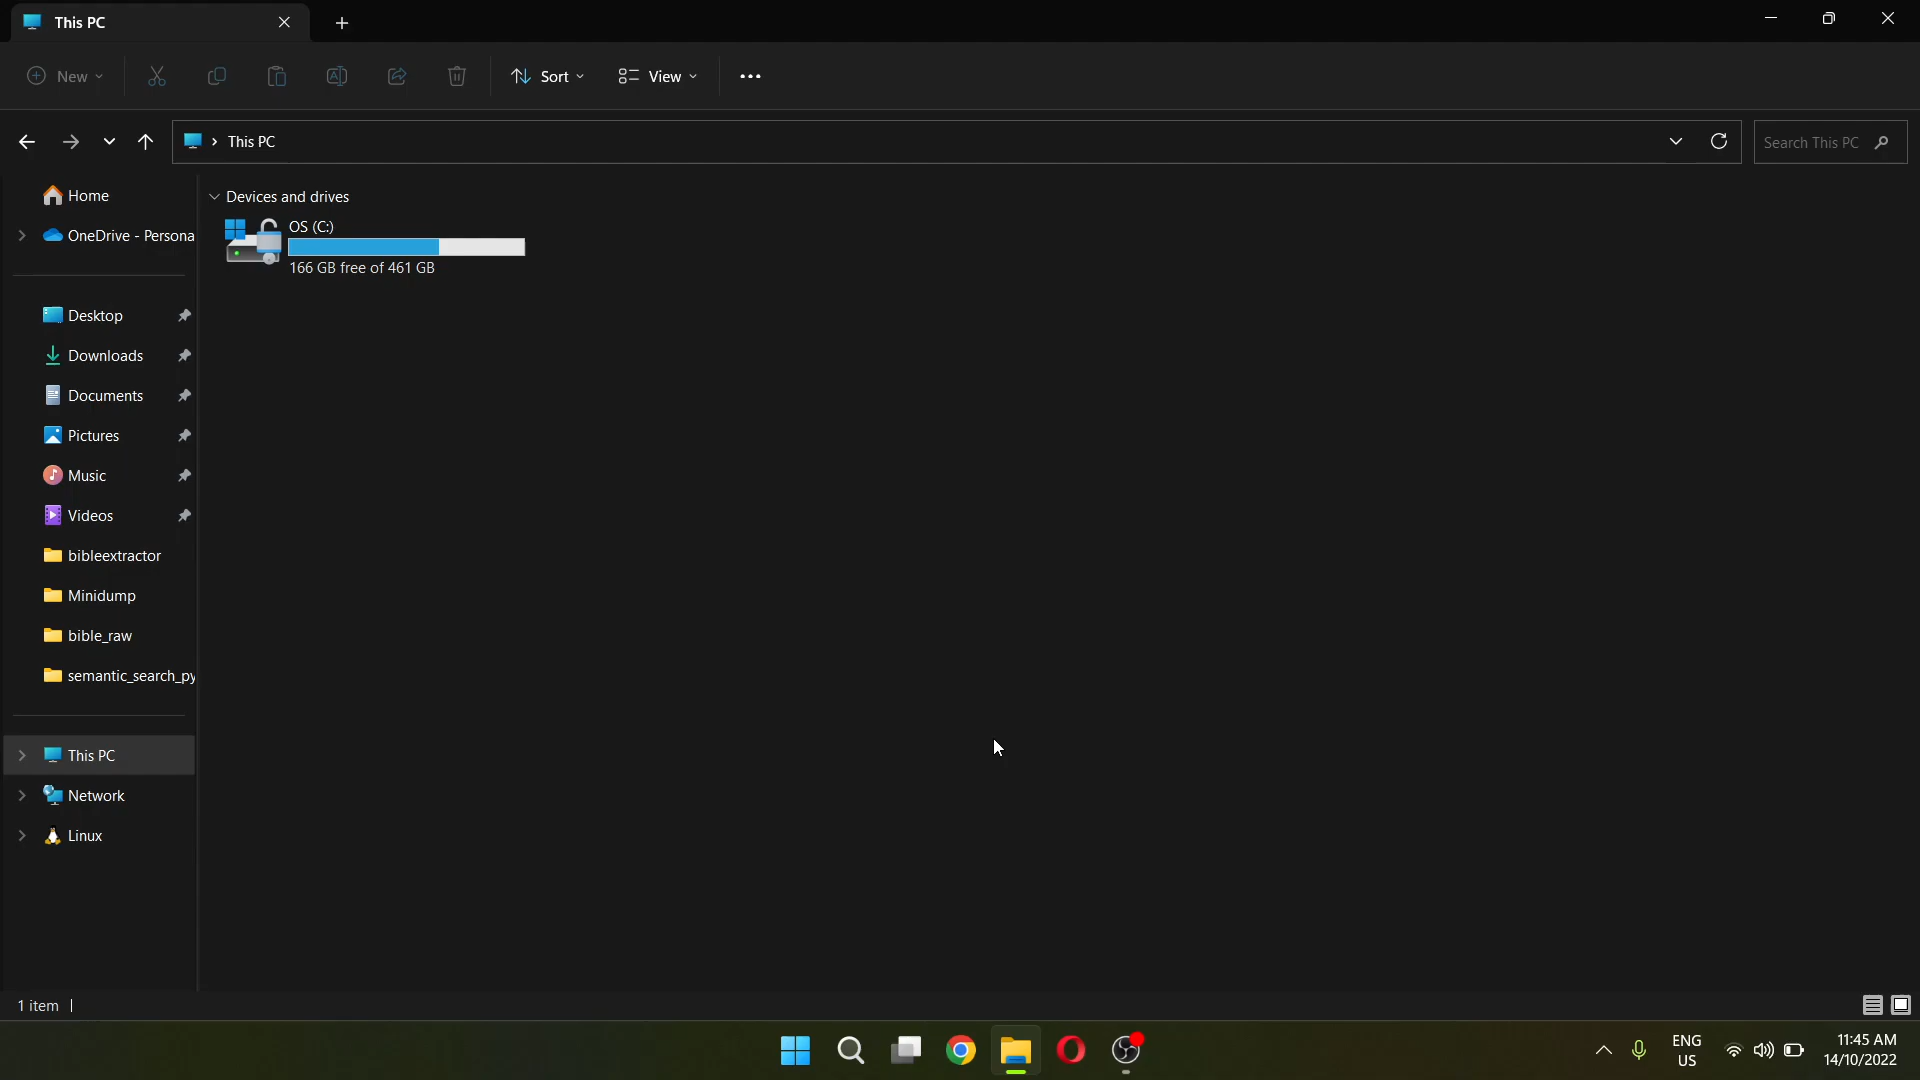 This PC
New
Sort
View
This PC
Search This PC
Home
OneDrive - Persona
Desktop
Downloads
Documents
Pictures
Music
Videos
bibleextractor
Minidump
bible_raw
semantic_search_py
This PC
Network
Linux
Devices and drives
OS (C:)
166 GB free of 461 GB
1 item
ENG
US
11:45 AM
14/10/2022